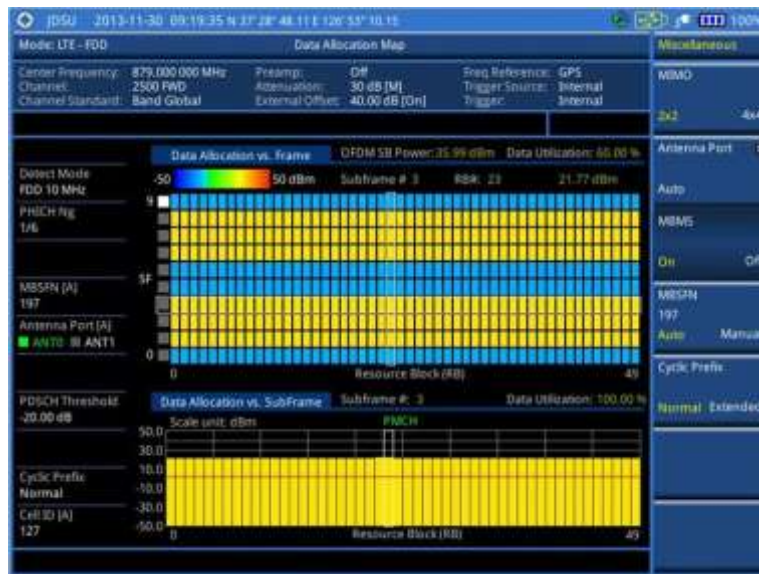 JDSU 2013-11-30 09:19:35 N 37° 28' 48.11 E 126° 53' 10.15 100%
Mode: LTE - FDD Data Allocation Map Miscellaneous
Center Frequency: 879.000 000 MHz Preamp: Off Freq Reference: GPS
Channel: 2500 FWD Attenuation: 30 dB [M] Trigger Source: Internal
Channel Standard: Band Global External Offset: 40.00 dB [On] Trigger: Internal
MIMO
2x2 4x4
Data Allocation vs. Frame OFDM SB Power: 35.99 dBm Data Utilization: 60.00 %
Antenna Port
Auto
Detect Mode
FDD 10 MHz
-50 50 dBm Subframe # 3 RB#: 23 21.77 dBm
9
PHICH Ng
1/6
MBMS
On Of
SF
MBSFN [A]
197
MBSFN
197
Auto Manual
Antenna Port [A]
ANT0 ANT1
0
0 Resource Block (RB) 49
Cyclic Prefix
Normal Extended
PDSCH Threshold
-20.00 dB
Data Allocation vs. SubFrame Subframe #: 3 Data Utilization: 100.00 %
Scale unit: dBm PMCH
50.0
30.0
10.0
-10.0
-30.0
-50.0
Cyclic Prefix
Normal
Cell ID [A]
127
0 Resource Block (RB) 49